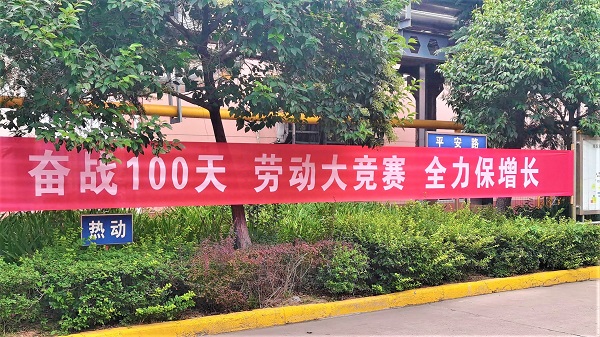 平安路
奋战100天 劳动大竞赛 全力保增长
热动